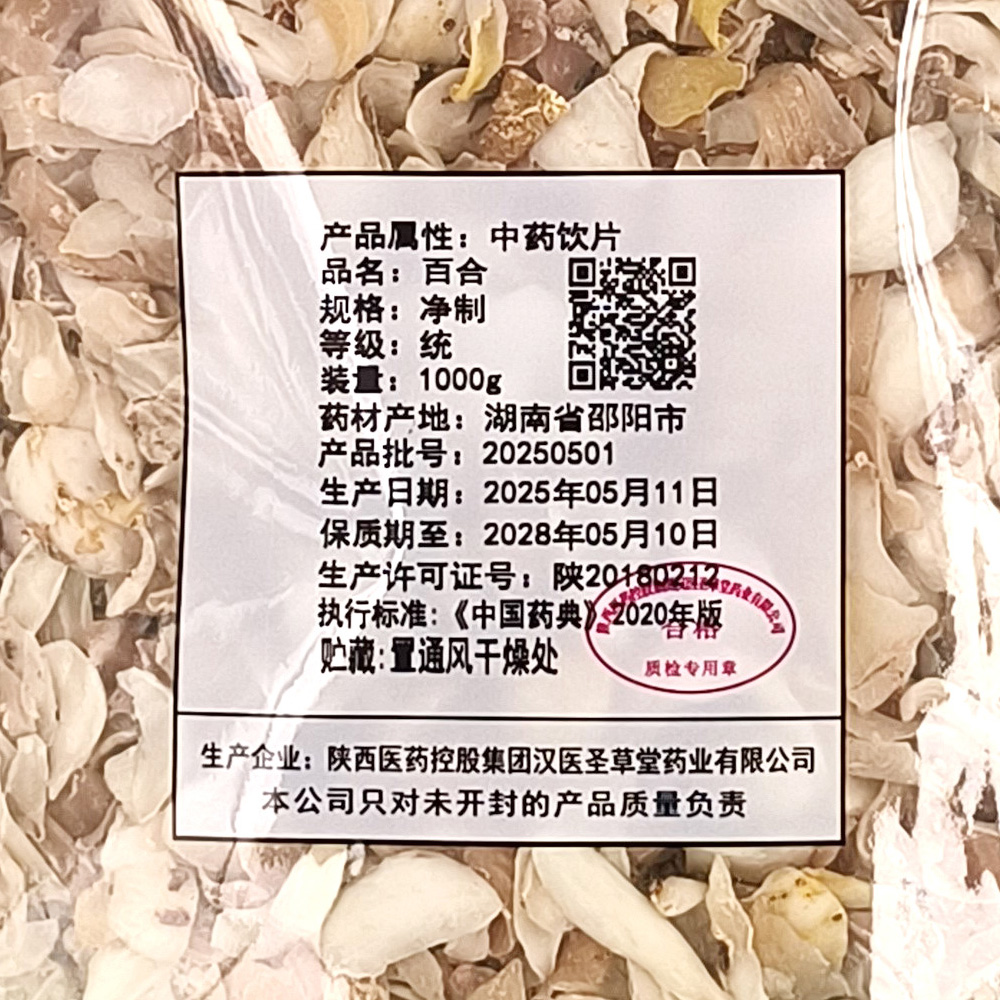 产品属性：中药饮片
品名：百合
规格：净制
等级：统
装量：1000g
药材产地：湖南省邵阳市
产品批号：20250501
生产日期：2025年05月11日
保质期至：2028年05月10日
生产许可证号：陕20180212
执行标准：《中国药典》2020年版
贮藏：置通风干燥处
合格
质检专用章
生产企业：陕西医药控股集团汉医圣草堂药业有限公司
本公司只对未开封的产品质量负责